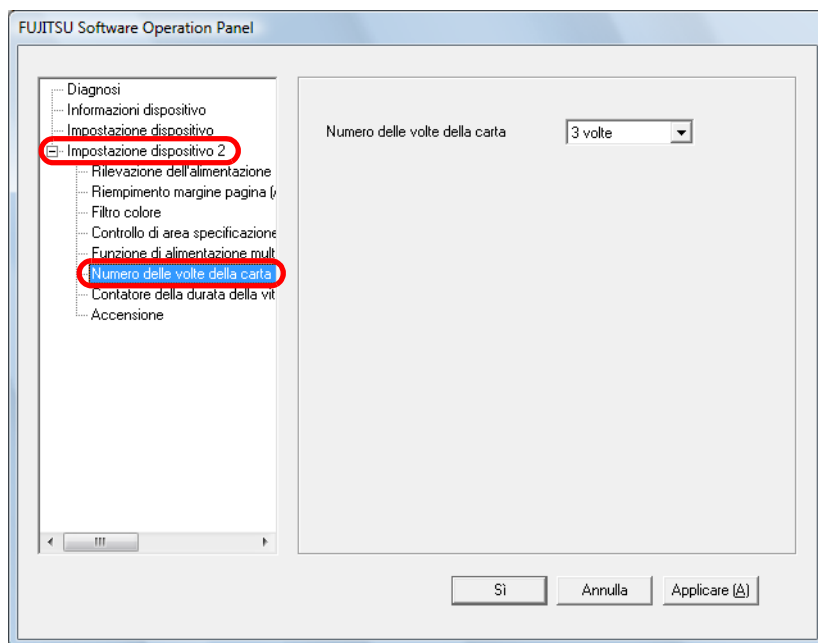 FUJITSU Software Operation Panel
Diagnosi
Informazioni dispositivo
Impostazione dispositivo
Impostazione dispositivo 2
Rilevazione dell'alimentazione
Riempimento margine pagina (
Filtro colore
Controllo di area specificazione
Funzione di alimentazione mult
Numero delle volte della carta
Contatore della durata della vit
Accensione
Numero delle volte della carta
3 volte
Sì
Annulla
Applicare (A)